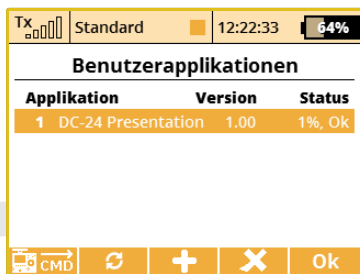 Tx Standard 12:22:33 64%
Benutzerapplikationen
Applikation Version Status
1 DC-24 Presentation 1.00 1%, Ok
CMD Ok